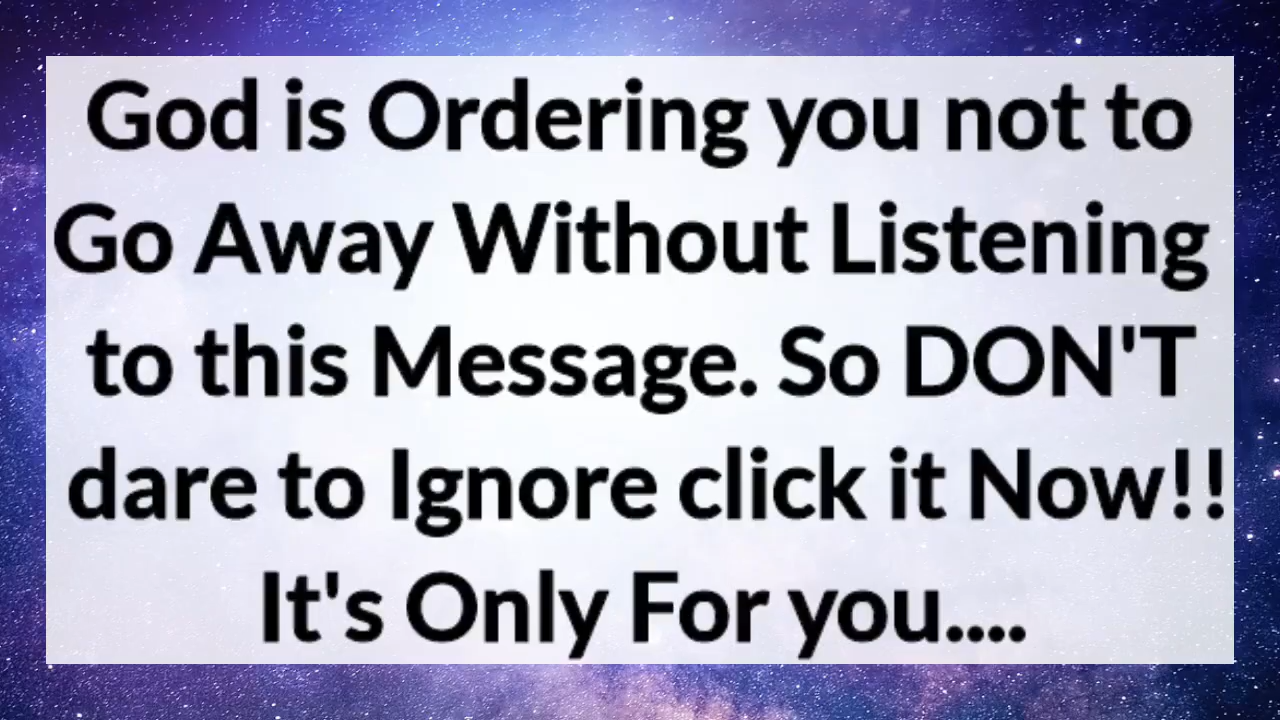 God is Ordering you not to
Go Away Without Listening
to this Message. So DON'T
dare to Ignore click it Now!!
It's Only For you....